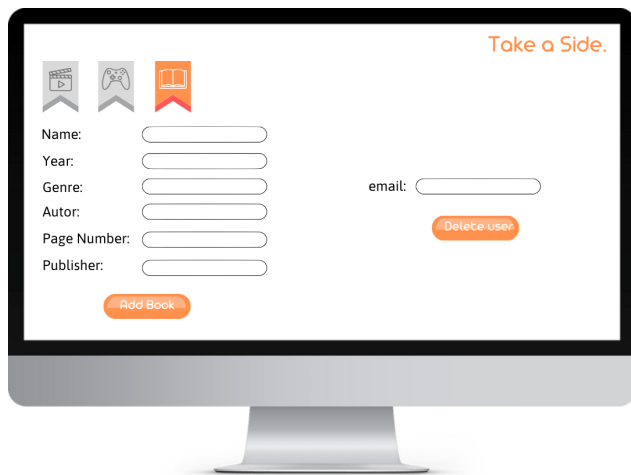 Take a Side.
Name:
Year:
Genre:
Autor:
Page Number:
Publisher:
Add Book
email:
Delete user